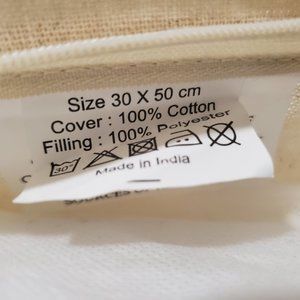 Size 30 X 50 cm
Cover : 100% Cotton
Filling : 100% Polyester
30°
Made in India